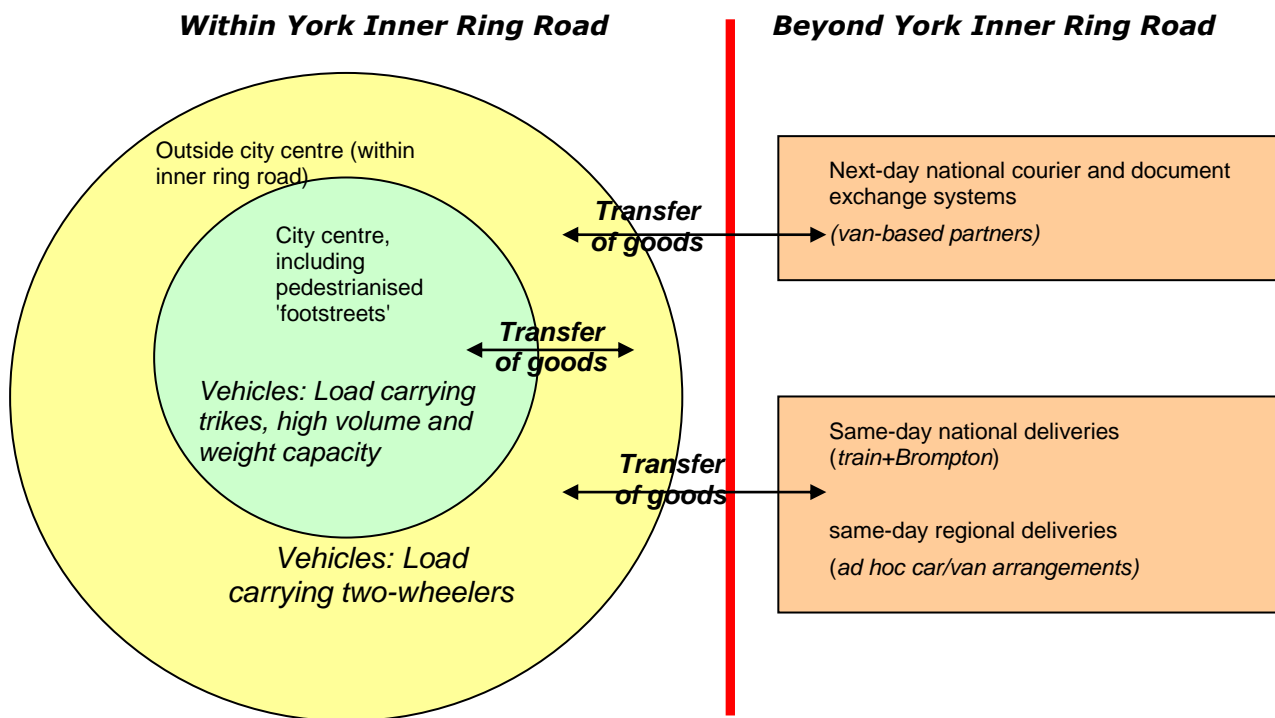 Within York Inner Ring Road
Beyond York Inner Ring Road
Outside city centre (within
inner ring road)
City centre,
including
pedestrianised
'footstreets'
Vehicles: Load carrying
trikes, high volume and
weight capacity
Vehicles: Load
carrying two-wheelers
Transfer
of goods
Transfer
of goods
Transfer
of goods
Next-day national courier and document
exchange systems
(van-based partners)
Same-day national deliveries
(train+Brompton)
same-day regional deliveries
(ad hoc car/van arrangements)